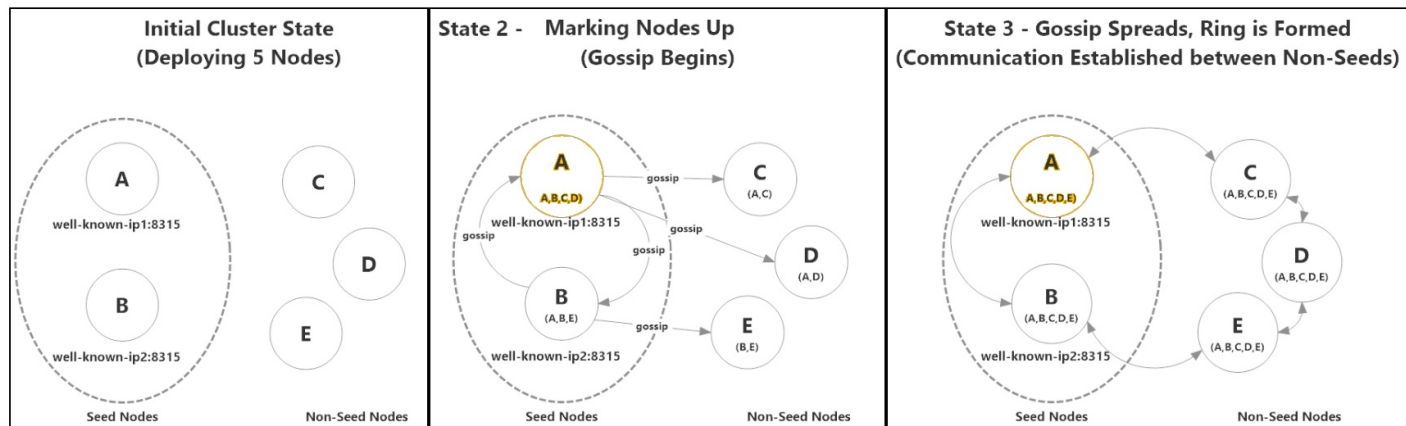 Initial Cluster State
(Deploying 5 Nodes)
A
well-known-ip1:8315
B
well-known-ip2:8315
C
D
E
Seed Nodes
Non-Seed Nodes
State 2 - Marking Nodes Up
(Gossip Begins)
A
A,B,C,D)
well-known-ip1:8315
gossip
gossip
gossip
gossip
B
(A,B,E)
gossip
well-known-ip2:8315
C
(A,C)
D
(A,D)
E
(B,E)
Seed Nodes
Non-Seed Nodes
State 3 - Gossip Spreads, Ring is Formed
(Communication Established between Non-Seeds)
A
A,B,C,D,E)
well-known-ip1:8315
B
(A,B,C,D,E)
well-known-ip2:8315
C
(A,B,C,D,E)
D
(A,B,C,D,E)
E
(A,B,C,D,E)
Seed Nodes
Non-Seed Nodes